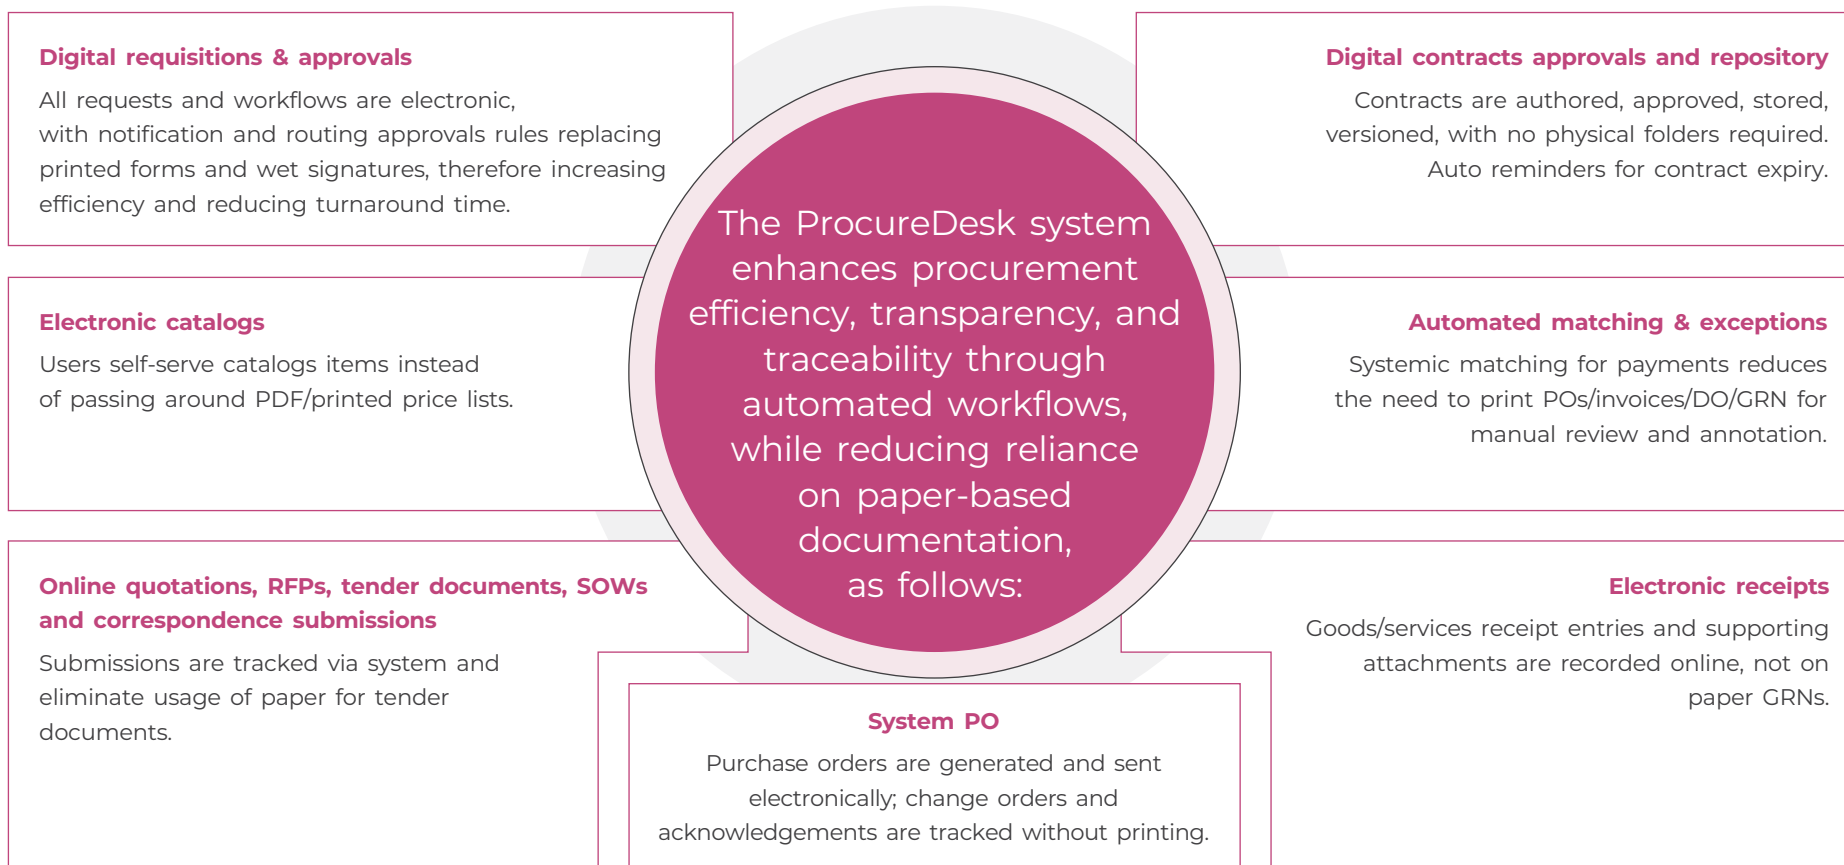 Digital requisitions & approvals
All requests and workflows are electronic,
with notification and routing approvals rules replacing
printed forms and wet signatures, therefore increasing
efficiency and reducing turnaround time.
Electronic catalogs
Users self-serve catalogs items instead
of passing around PDF/printed price lists.
Online quotations, RFPs, tender documents, SOWs
and correspondence submissions
Submissions are tracked via system and
eliminate usage of paper for tender
documents.
The ProcureDesk system
enhances procurement
efficiency, transparency, and
traceability through
automated workflows,
while reducing reliance
on paper-based
documentation,
as follows:
System PO
Purchase orders are generated and sent
electronically; change orders and
acknowledgements are tracked without printing.
Digital contracts approvals and repository
Contracts are authored, approved, stored,
versioned, with no physical folders required.
Auto reminders for contract expiry.
Automated matching & exceptions
Systemic matching for payments reduces
the need to print POs/invoices/DO/GRN for
manual review and annotation.
Electronic receipts
Goods/services receipt entries and supporting
attachments are recorded online, not on
paper GRNs.